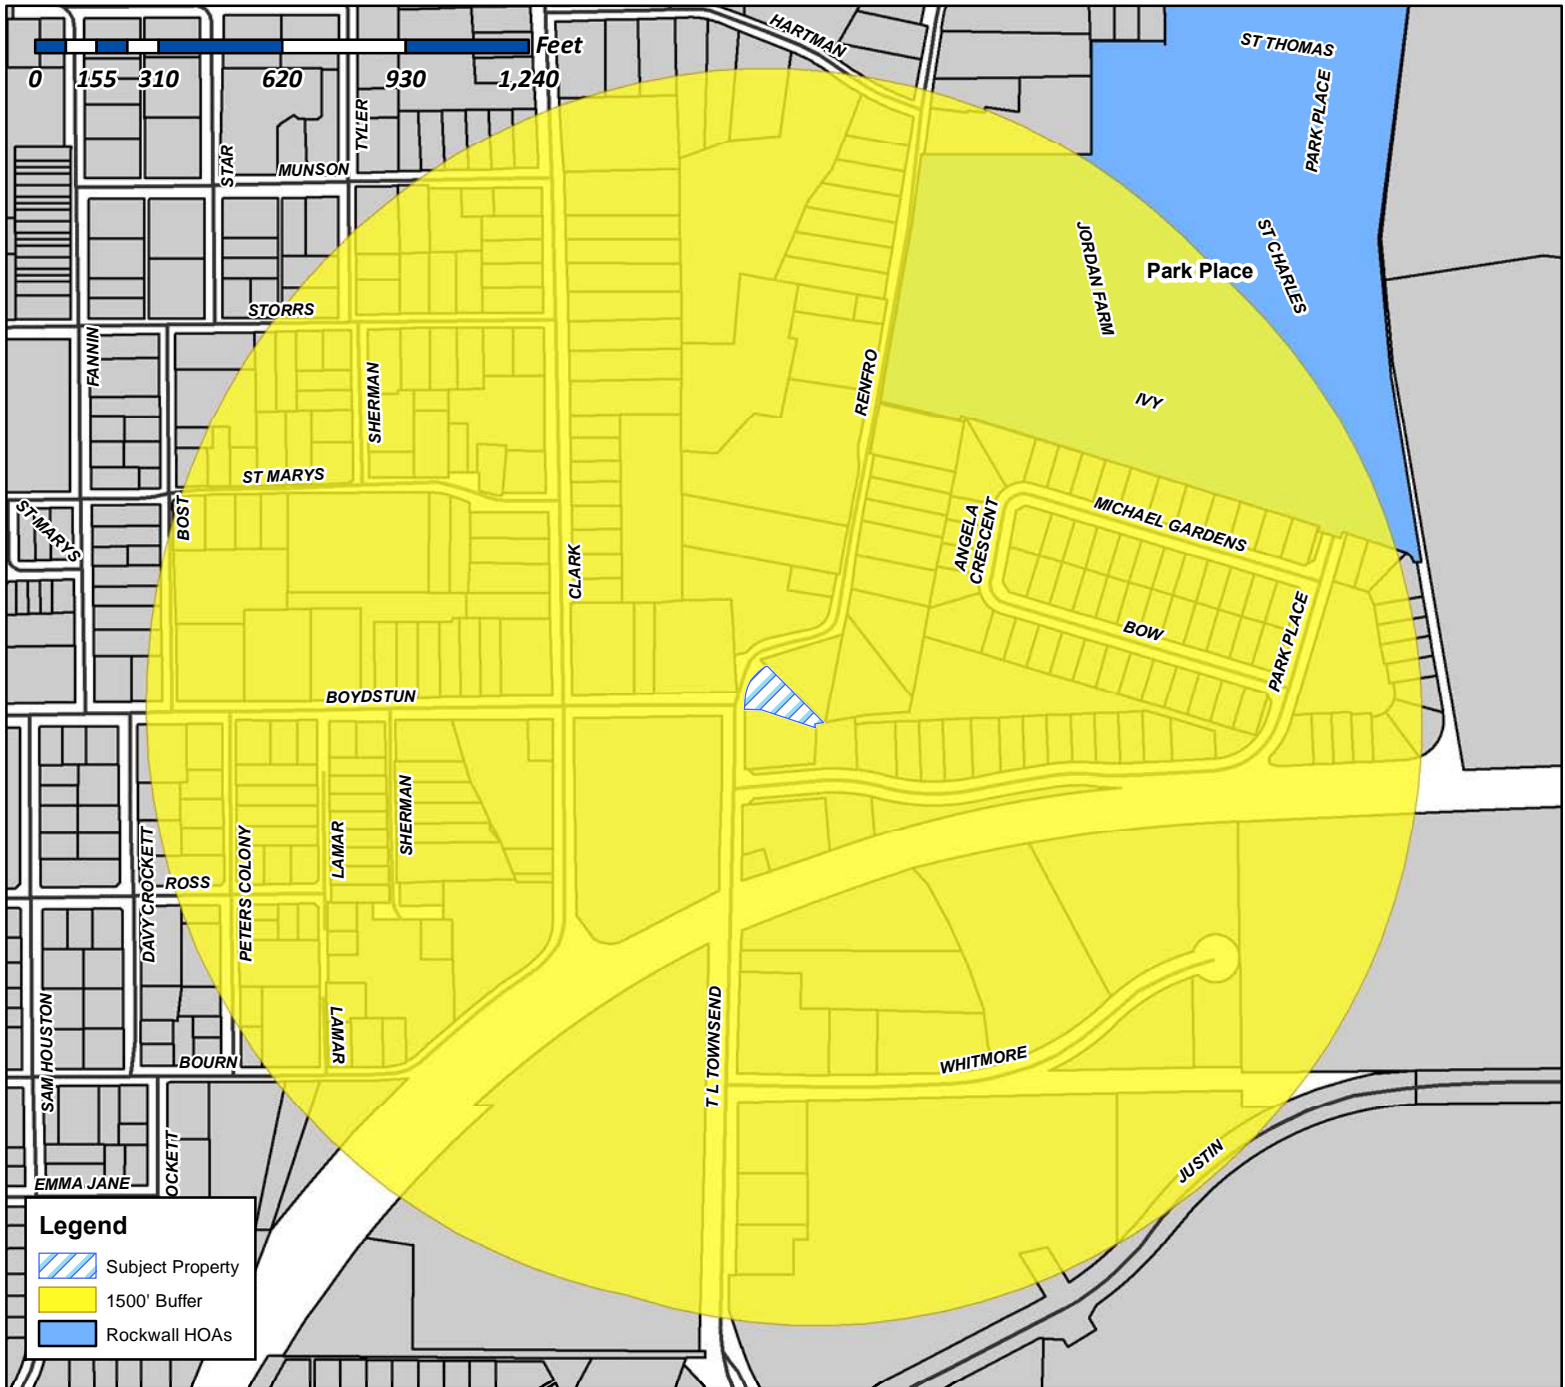 Feet
0 155 310 620 930 1,240
HARTMAN
ST THOMAS
PARK PLACE
TYLER
STAR
MUNSON
JORDAN FARM
Park Place
ST CHARLES
STORRS
FANNIN
SHERMAN
RENFRO
IVY
ST MARYS
BOST
ST MARYS
CLARK
ANGELA
CRESCENT
MICHAEL GARDENS
BOW
PARK PLACE
BOYDSTUN
SHERMAN
LAMAR
DAVY CROCKETT
PETERS COLONY
ROSS
SAM HOUSTON
LAMAR
BOURN
T L TOWNSEND
WHITMORE
JUSTIN
OCKETT
EMMA JANE
Legend
Subject Property
1500' Buffer
Rockwall HOAs